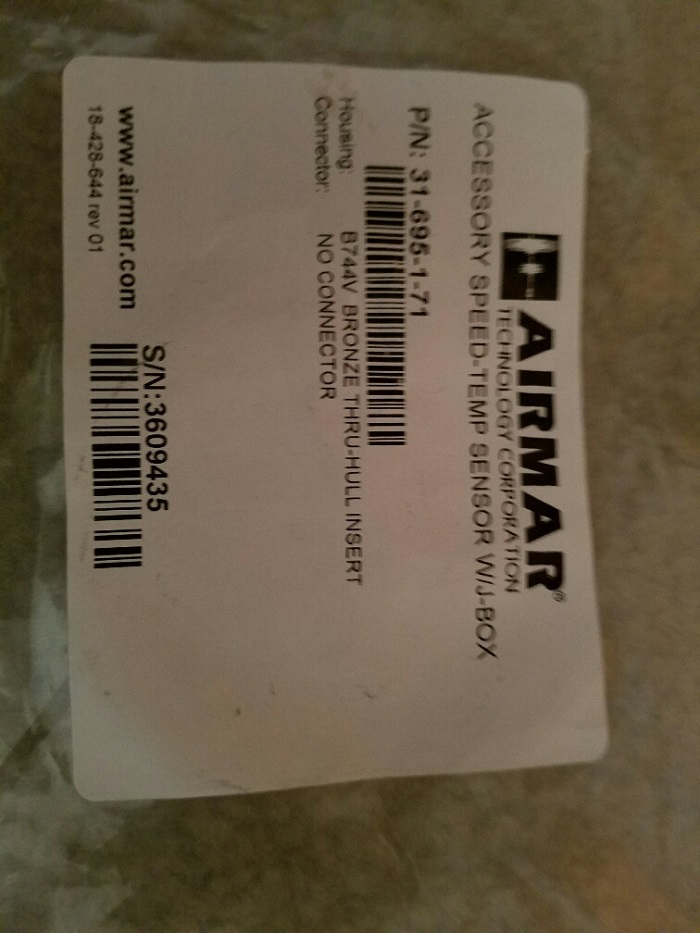 AIRMAR®
TECHNOLOGY CORPORATION
ACCESSORY SPEED-TEMP SENSOR W/J-BOX
P/N: 31-695-1-71
Housing: B744V BRONZE THRU-HULL INSERT
Connector: NO CONNECTOR
S/N:3609435
www.airmar.com
18-428-644 rev 01